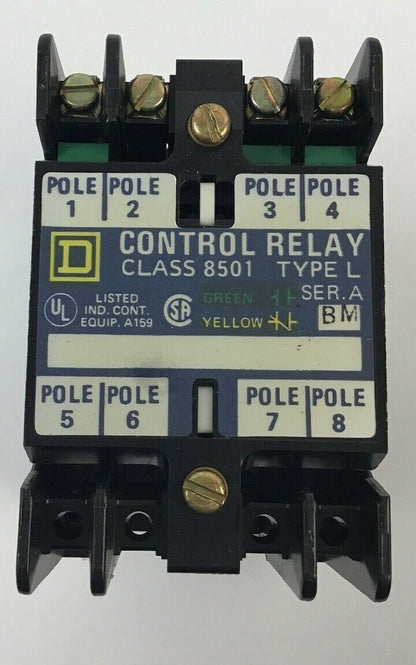 POLE 1 POLE 2 POLE 3 POLE 4
D CONTROL RELAY
CLASS 8501 TYPE L
UL LISTED IND. CONT. EQUIP. A159
SA
GREEN
SER.A
YELLOW
BM
POLE 5 POLE 6 POLE 7 POLE 8